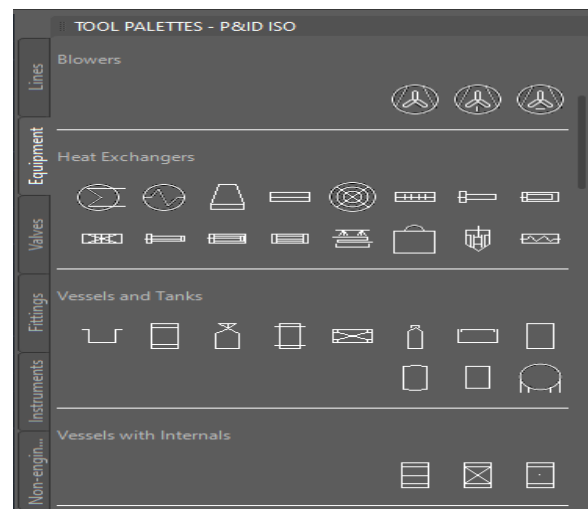 TOOL PALETTES - P&ID ISO
Lines
Equipment
Valves
Fittings
Instruments
Non-engin...
Blowers
Heat Exchangers
Vessels and Tanks
Vessels with Internals